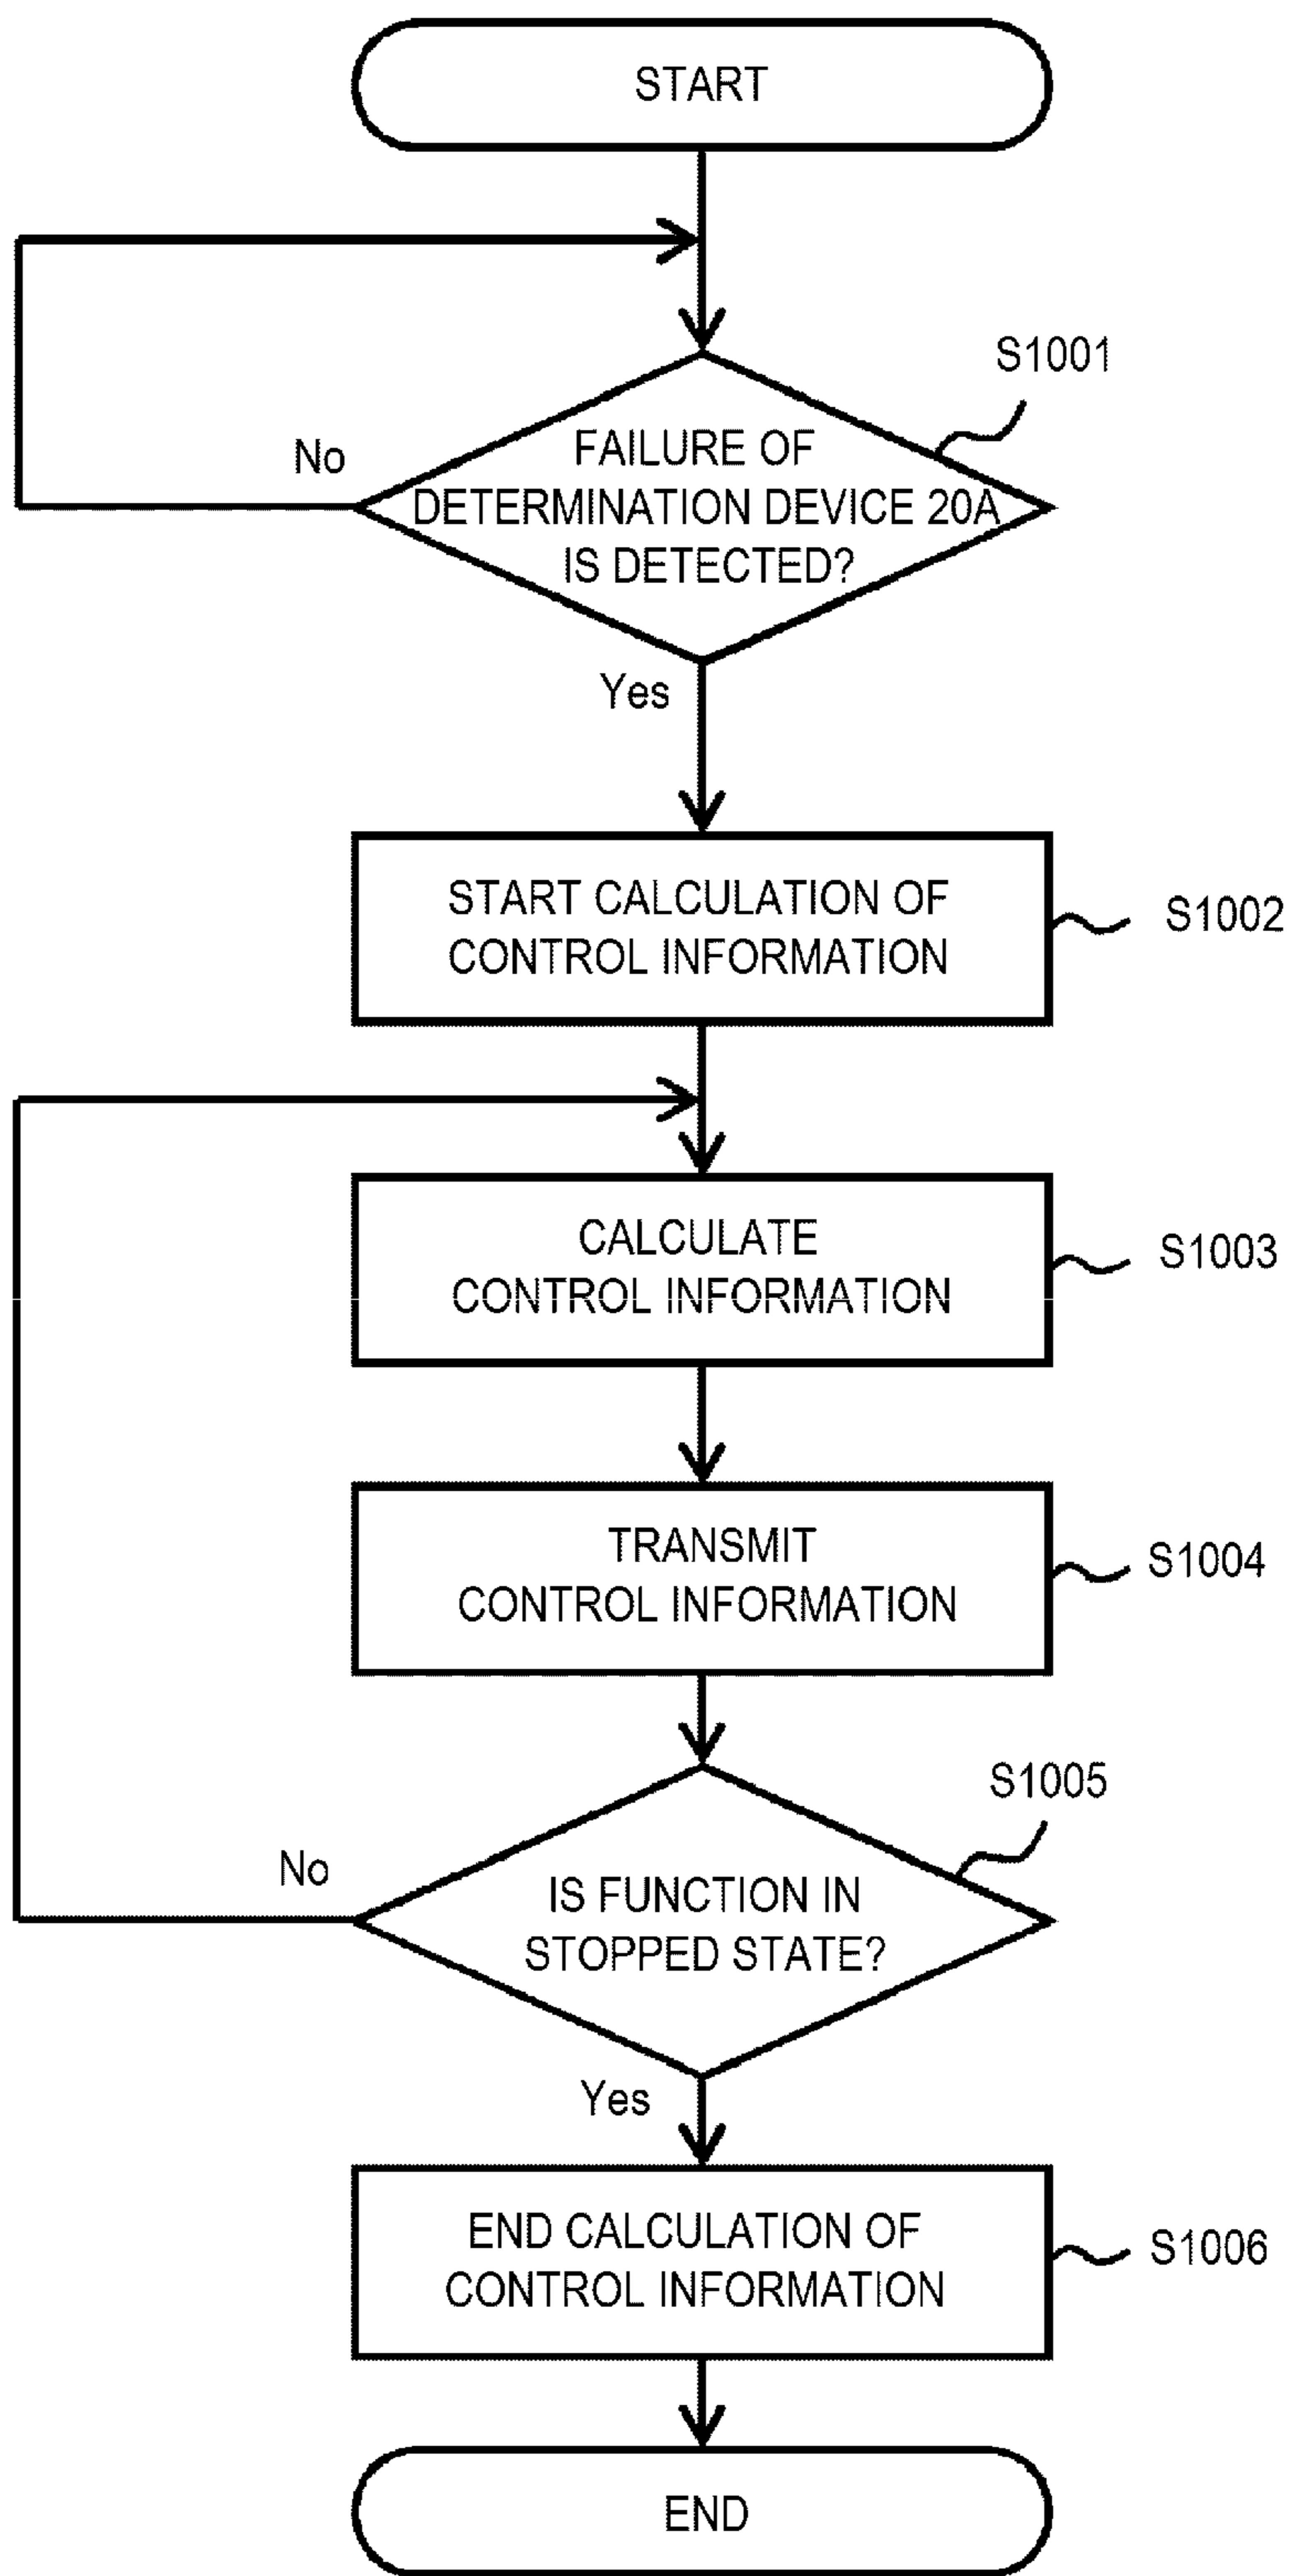 START
S1001
No
FAILURE OF
DETERMINATION DEVICE 20A
IS DETECTED?
Yes
START CALCULATION OF
CONTROL INFORMATION
S1002
CALCULATE
CONTROL INFORMATION
S1003
TRANSMIT
CONTROL INFORMATION
S1004
S1005
No
IS FUNCTION IN
STOPPED STATE?
Yes
END CALCULATION OF
CONTROL INFORMATION
S1006
END